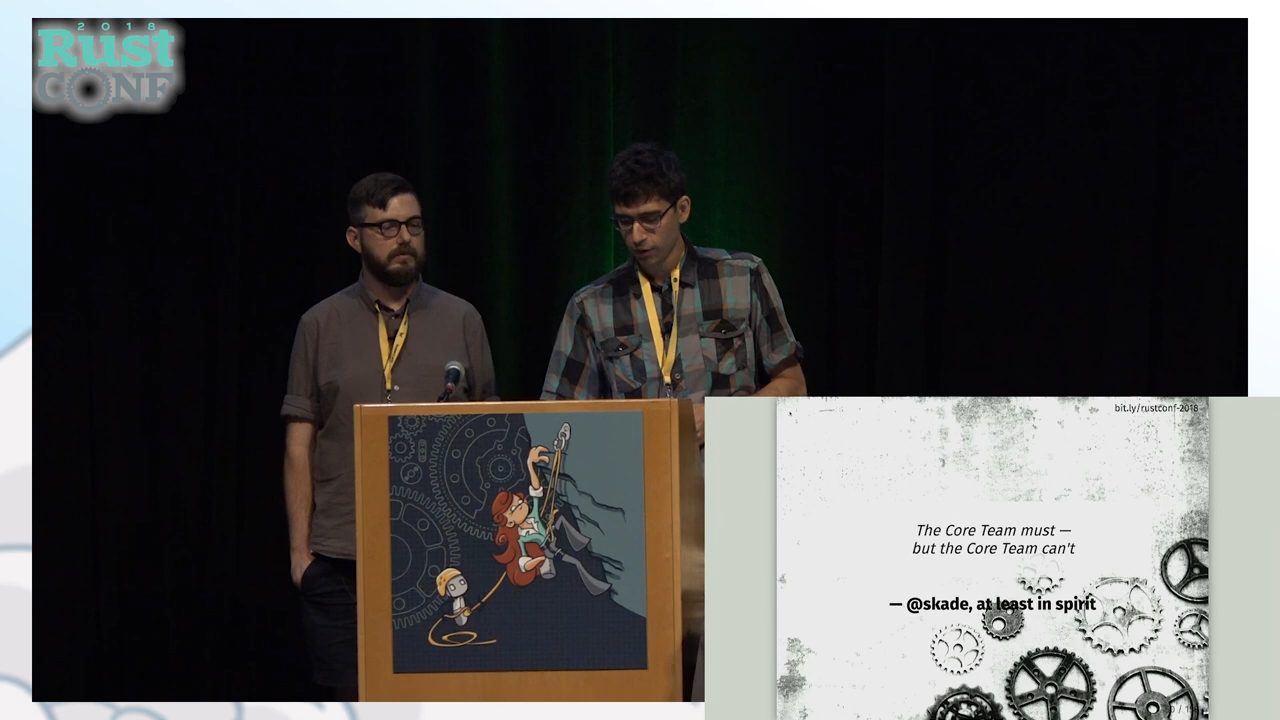 2018
Rust
CONF
bit.ly/rustconf-2018
The Core Team must —
but the Core Team can't
— @skade, at least in spirit